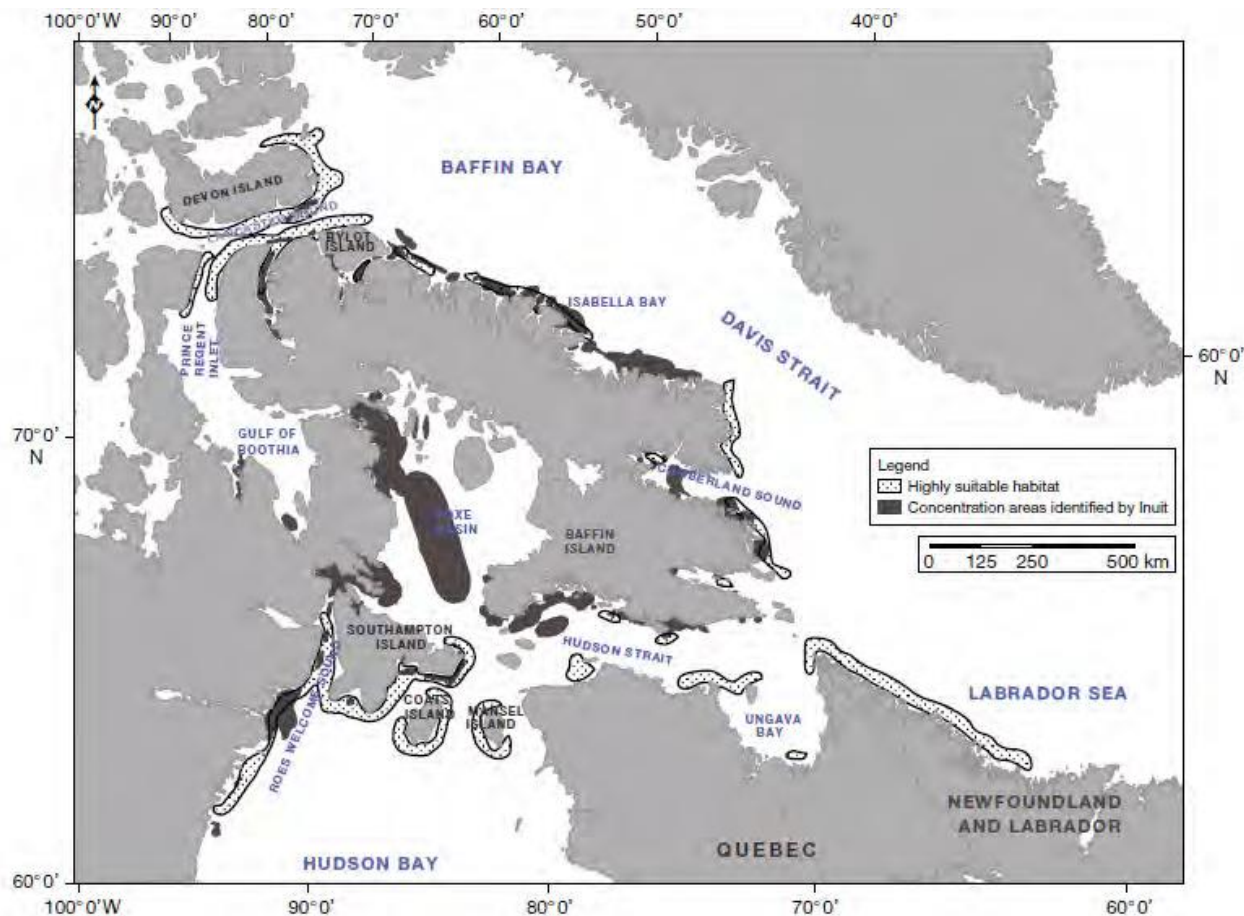 100°0'W 90°0' 80°0' 70°0' 60°0' 50°0' 40°0'
N
BAFFIN BAY
DEVON ISLAND
BYLOT
ISLAND
ISABELLA BAY
DAVIS STRAIT
PRINCE
REGENT
INLET
60°0'
N
70°0'
N
GULF OF
BOOTHIA
CUMBERLAND SOUND
Legend
Highly suitable habitat
Concentration areas identified by Inuit
FOXE
BASIN
BAFFIN
ISLAND
0 125 250 500 km
SOUTHAMPTON
ISLAND
HUDSON STRAIT
ROES WELCOME SOUND
COATS
ISLAND
MANSEL
ISLAND
UNGAVA
BAY
LABRADOR SEA
NEWFOUNDLAND
AND LABRADOR
QUEBEC
HUDSON BAY
60°0'
100°0'W 90°0' 80°0' 70°0' 60°0'